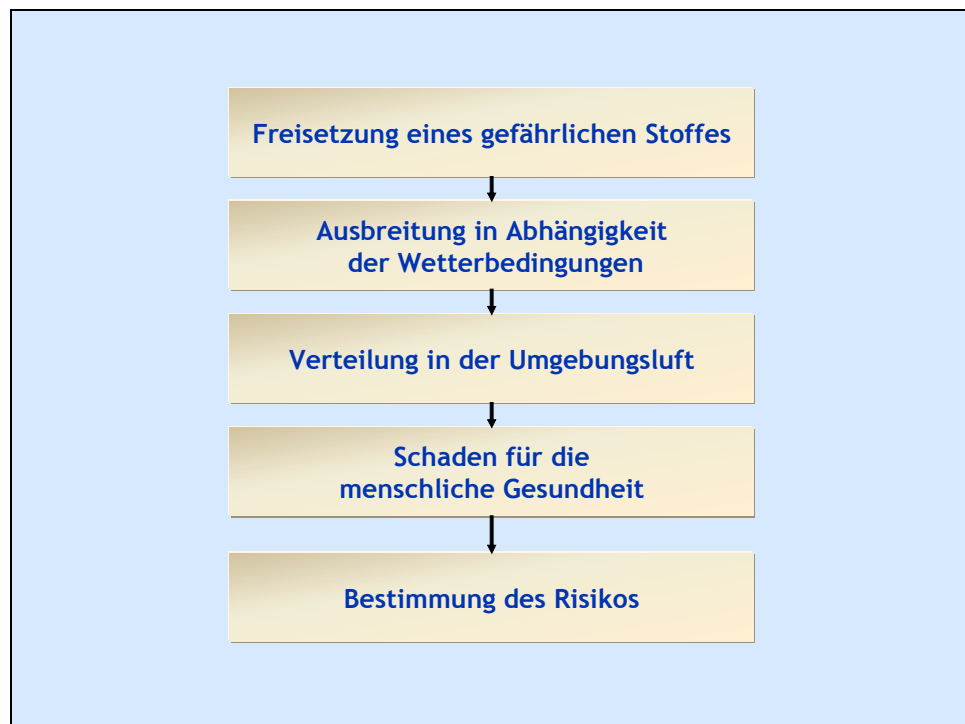 Freisetzung eines gefährlichen Stoffes
Ausbreitung in Abhängigkeit
der Wetterbedingungen
Verteilung in der Umgebungsluft
Schaden für die
menschliche Gesundheit
Bestimmung des Risikos